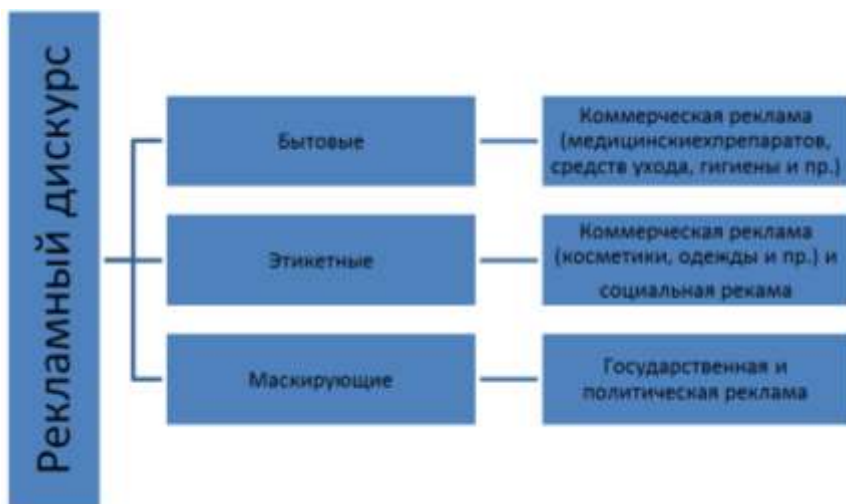 Рекламный дискурс
Бытовые
Коммерческая реклама
(медицинскиехпрепаратов,
средств ухода, гигиены и пр.)
Этикетные
Коммерческая реклама
(косметики, одежды и пр.) и
социальная рекама
Маскирующие
Государственная и
политическая реклама